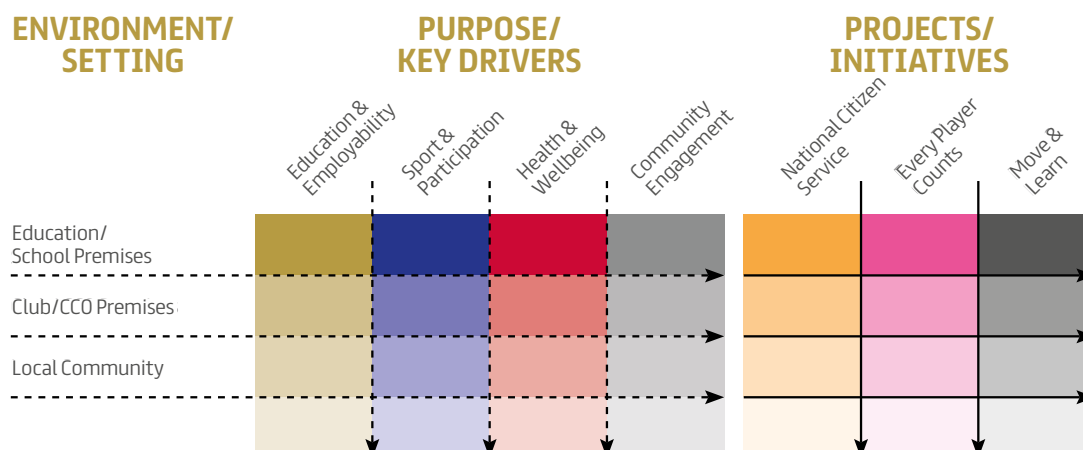 ENVIRONMENT/
SETTING
PURPOSE/
KEY DRIVERS
PROJECTS/
INITIATIVES
Education &
Employability
Sport &
Participation
Health &
Wellbeing
Community
Engagement
National Citizen
Service
Every Player
Counts
Move &
Learn
Education/
School Premises
Club/CCO Premises
Local Community